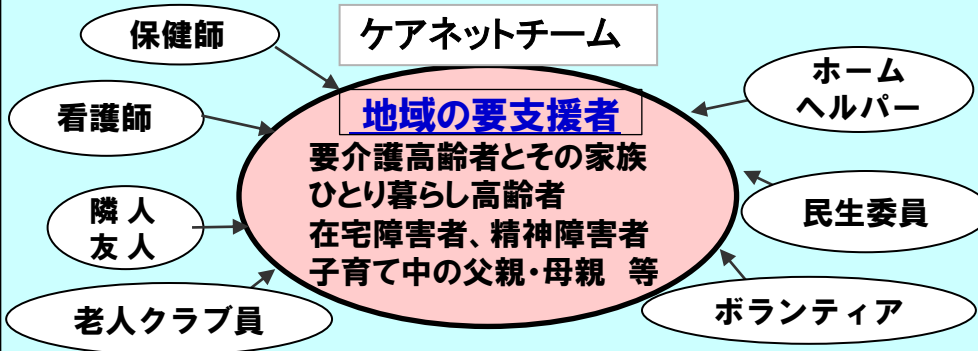 保健師
ケアネットチーム
ホーム
ヘルパー
看護師
地域の要支援者
要介護高齢者とその家族
ひとり暮らし高齢者
在宅障害者、精神障害者
子育て中の父親・母親　等
隣 人
友 人
民生委員
老人クラブ員
ボランティア